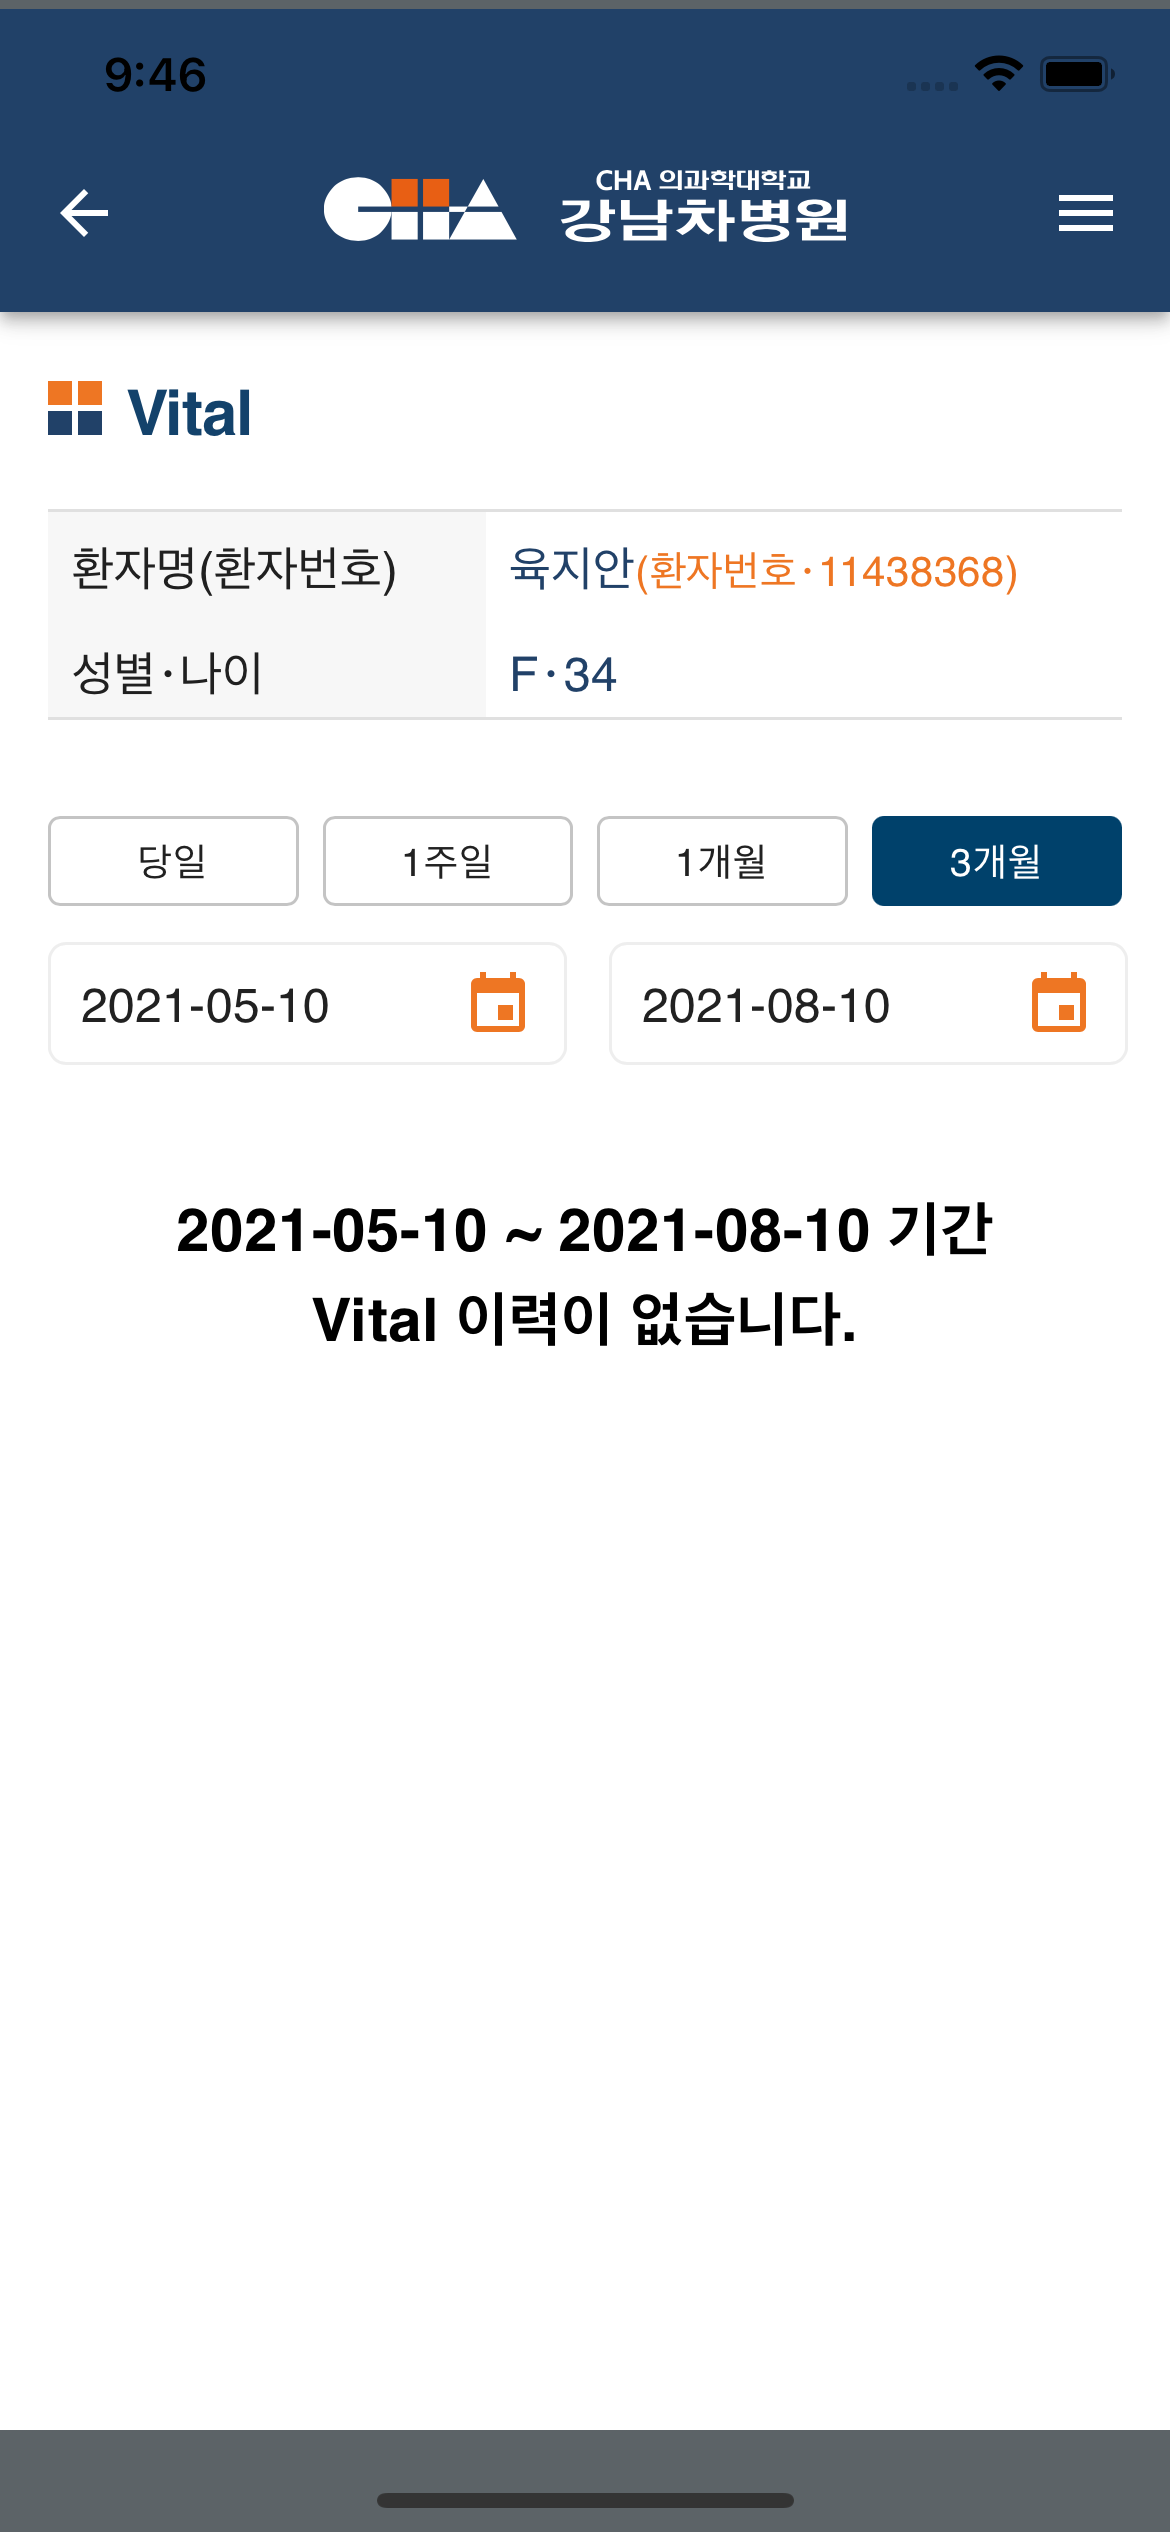 9:46
CHA CHA 의과학대학교
강남차병원
Vital
환자명(환자번호) 육지안(환자번호·11438368)
성별·나이 F·34
당일 1주일 1개월 3개월
2021-05-10 2021-08-10
2021-05-10 ~ 2021-08-10 기간
Vital 이력이 없습니다.